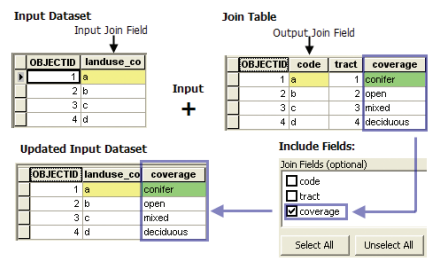 Input Dataset
Input Join Field
OBJECTID landuse_co
1 a
2 b
3 c
4 d
Input
+
Join Table
Output Join Field
OBJECTID code tract coverage
1 a 1 conifer
2 b 2 open
3 c 3 mixed
4 d 4 deciduous
Updated Input Dataset
OBJECTID landuse_co coverage
1 a conifer
2 b open
3 c mixed
4 d deciduous
Include Fields:
Join Fields (optional)
code
tract
coverage
Select All Unselect All